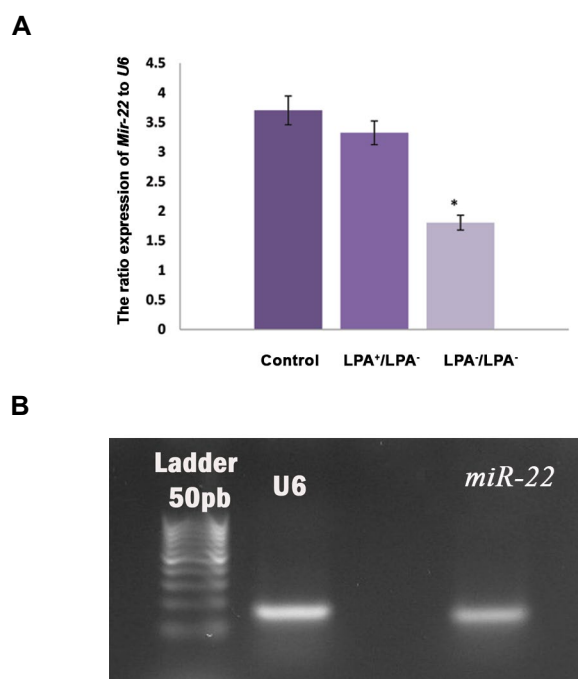 A
The ratio expression of Mir-22 to U6
4.5
4
3.5
3
2.5
2
1.5
1
0.5
0
*
Control LPA⁺/LPA⁻ LPA⁻/LPA⁻
B
Ladder
50pb
U6
miR-22